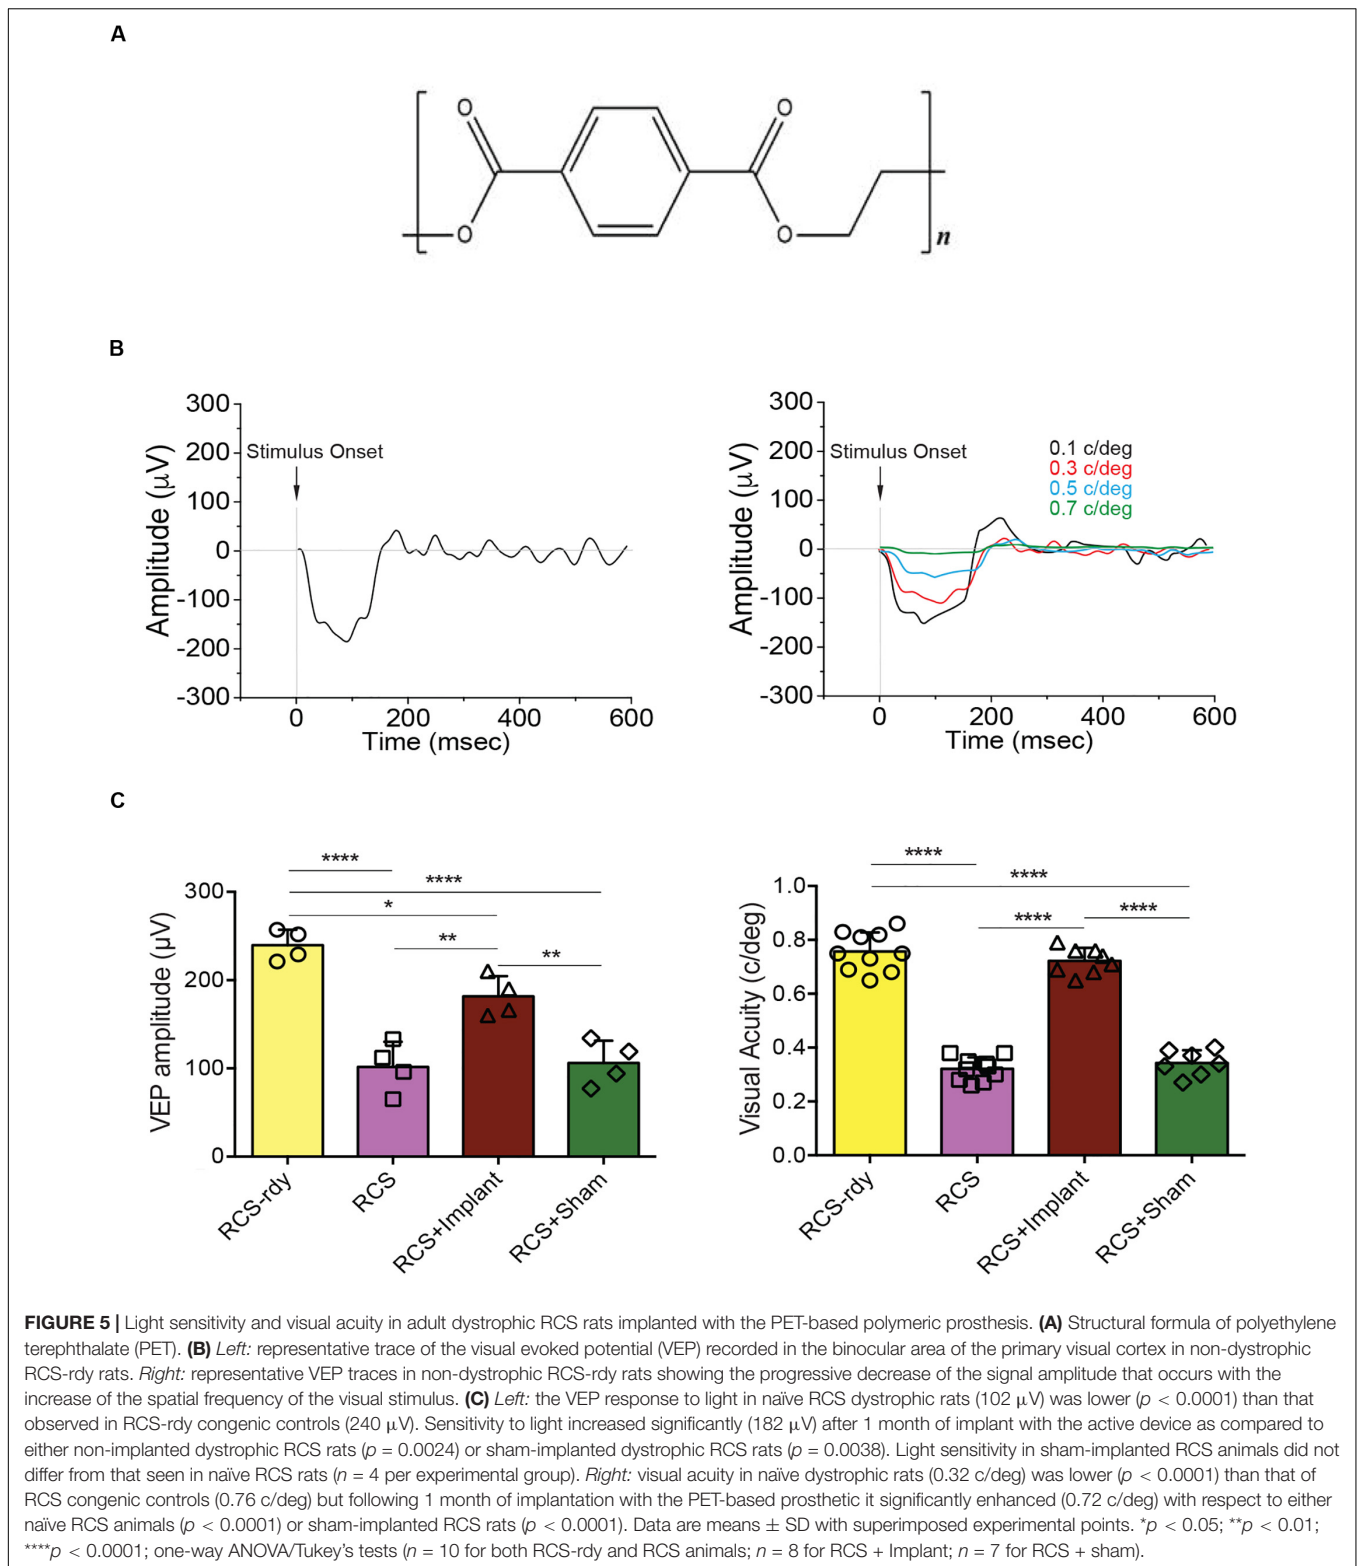 A
O
O
O
O
n
B
300
200
100
0
-100
-200
-300
Amplitude (µV)
Stimulus Onset
0
200
400
600
Time (msec)
300
200
100
0
-100
-200
-300
Amplitude (µV)
Stimulus Onset
0.1 c/deg
0.3 c/deg
0.5 c/deg
0.7 c/deg
0
200
400
600
Time (msec)
C
****
****
*
**
**
300
200
100
0
VEP amplitude (µV)
RCS-rdy
RCS
RCS+Implant
RCS+Sham
****
****
****
****
1.0
0.8
0.6
0.4
0.2
0.0
Visual Acuity (c/deg)
RCS-rdy
RCS
RCS+Implant
RCS+Sham
FIGURE 5 | Light sensitivity and visual acuity in adult dystrophic RCS rats implanted with the PET-based polymeric prosthesis. (A) Structural formula of polyethylene
terephthalate (PET). (B) Left: representative trace of the visual evoked potential (VEP) recorded in the binocular area of the primary visual cortex in non-dystrophic
RCS-rdy rats. Right: representative VEP traces in non-dystrophic RCS-rdy rats showing the progressive decrease of the signal amplitude that occurs with the
increase of the spatial frequency of the visual stimulus. (C) Left: the VEP response to light in naïve RCS dystrophic rats (102 µV) was lower (p < 0.0001) than that
observed in RCS-rdy congenic controls (240 µV). Sensitivity to light increased significantly (182 µV) after 1 month of implant with the active device as compared to
either non-implanted dystrophic RCS rats (p = 0.0024) or sham-implanted dystrophic RCS rats (p = 0.0038). Light sensitivity in sham-implanted RCS animals did not
differ from that seen in naïve RCS rats (n = 4 per experimental group). Right: visual acuity in naïve dystrophic rats (0.32 c/deg) was lower (p < 0.0001) than that of
RCS congenic controls (0.76 c/deg) but following 1 month of implantation with the PET-based prosthetic it significantly enhanced (0.72 c/deg) with respect to either
naïve RCS animals (p < 0.0001) or sham-implanted RCS rats (p < 0.0001). Data are means ± SD with superimposed experimental points. *p < 0.05; **p < 0.01;
****p < 0.0001; one-way ANOVA/Tukey's tests (n = 10 for both RCS-rdy and RCS animals; n = 8 for RCS + Implant; n = 7 for RCS + sham).